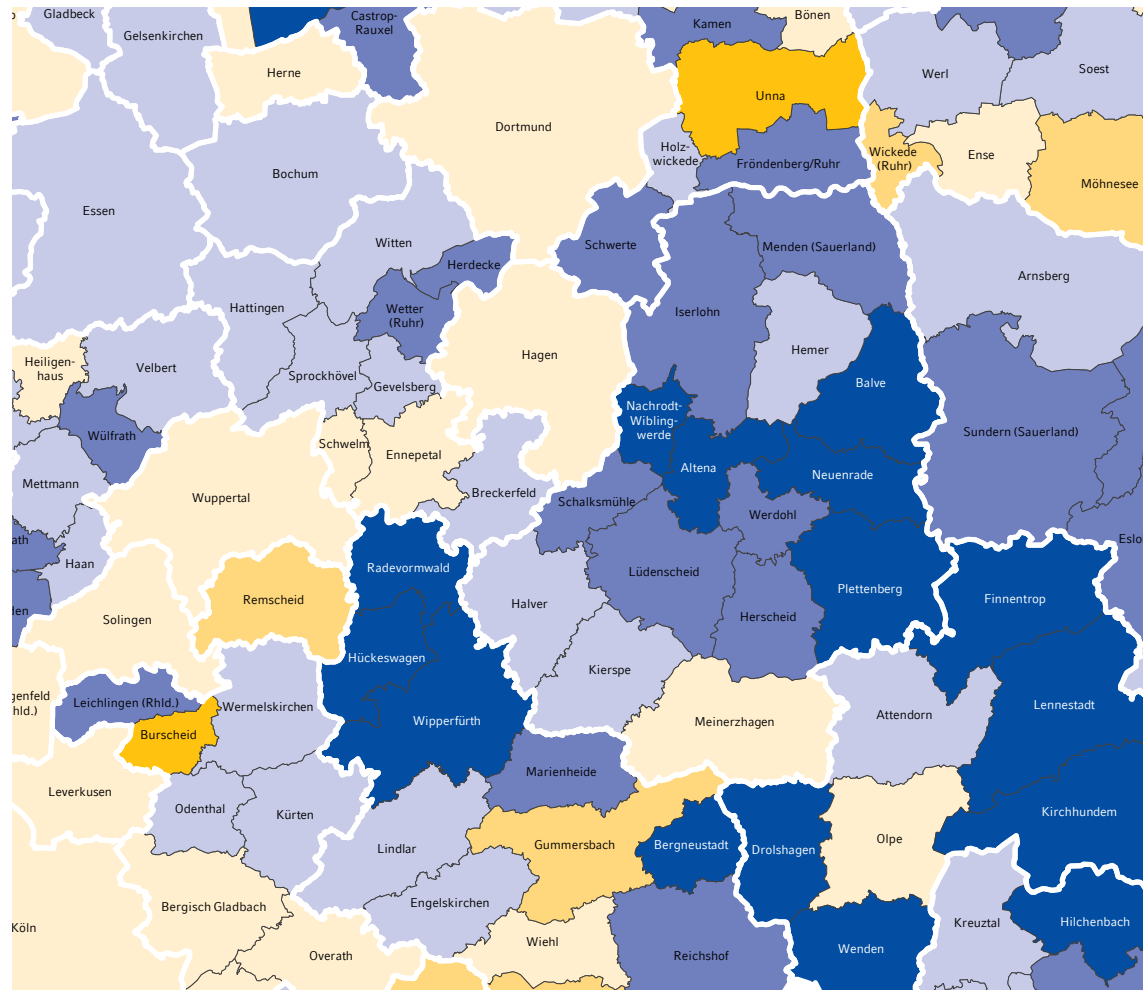 Gladbeck
Gelsenkirchen
Castrop-
Rauxel
Kamen
Bönen
Herne
Werl
Soest
Unna
Dortmund
Holz-
wickede
Fröndenberg/Ruhr
Wickede
(Ruhr)
Ense
Möhnesee
Bochum
Essen
Witten
Schwerte
Menden (Sauerland)
Herdecke
Arnsberg
Hattingen
Wetter
(Ruhr)
Iserlohn
Heiligen-
haus
Velbert
Sprockhövel
Gevelsberg
Hagen
Hemer
Balve
Nachrodt-
Wibling-
werde
Wülfrath
Schwelm
Ennepetal
Sundern (Sauerland)
Altena
Neuenrade
Mettmann
Wuppertal
Breckerfeld
Schalksmühle
Werdohl
ath
Haan
Eslo
Radevormwald
Lüdenscheid
Plettenberg
Finnentrop
den
Solingen
Remscheid
Halver
Herscheid
Hückeswagen
Kierspe
genfeld
hld.)
Leichlingen (Rhld.)
Wermelskirchen
Wipperfürth
Meinerzhagen
Attendorn
Lennestadt
Burscheid
Marienheide
Leverkusen
Odenthal
Kürten
Kirchhundem
Lindlar
Gummersbach
Bergneustadt
Drolshagen
Olpe
Bergisch Gladbach
Engelskirchen
Köln
Kreuztal
Hilchenbach
Overath
Wiehl
Reichshof
Wenden